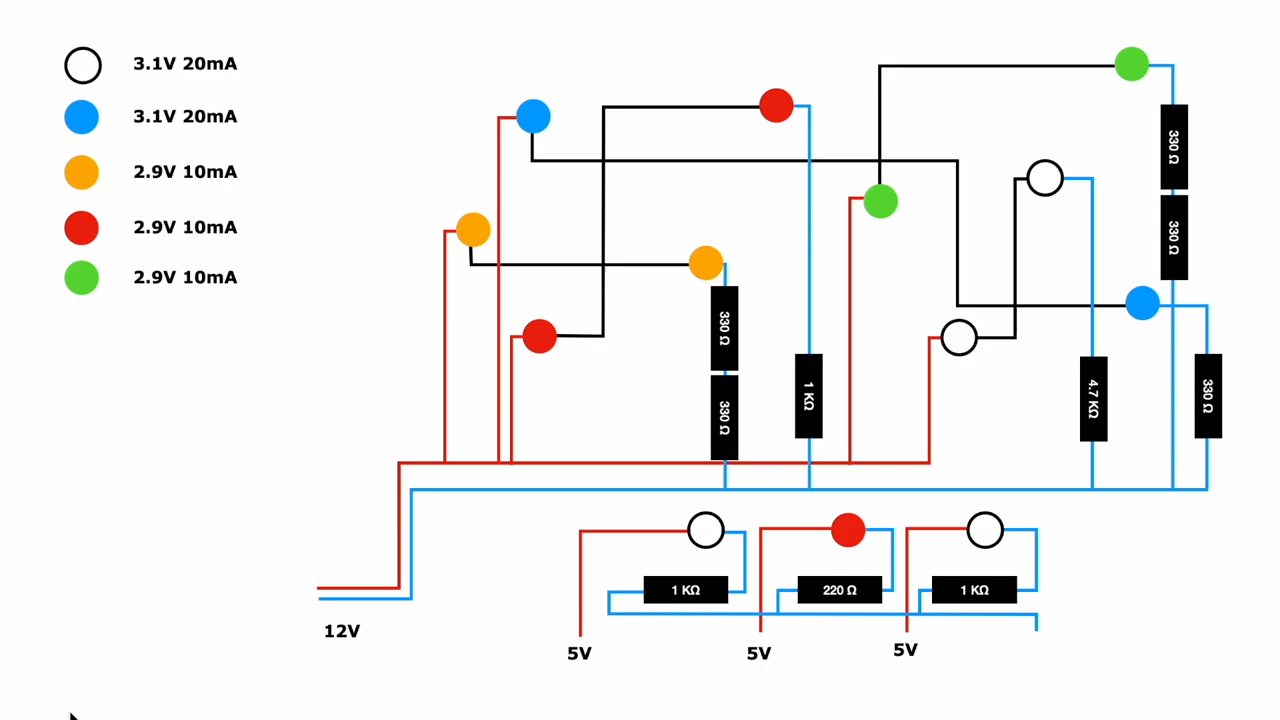 3.1V 20mA
3.1V 20mA
2.9V 10mA
2.9V 10mA
2.9V 10mA
330 Ω
330 Ω
330 Ω
330 Ω
1 KΩ
4.7 KΩ
330 Ω
1 KΩ
220 Ω
1 KΩ
12V
5V
5V
5V